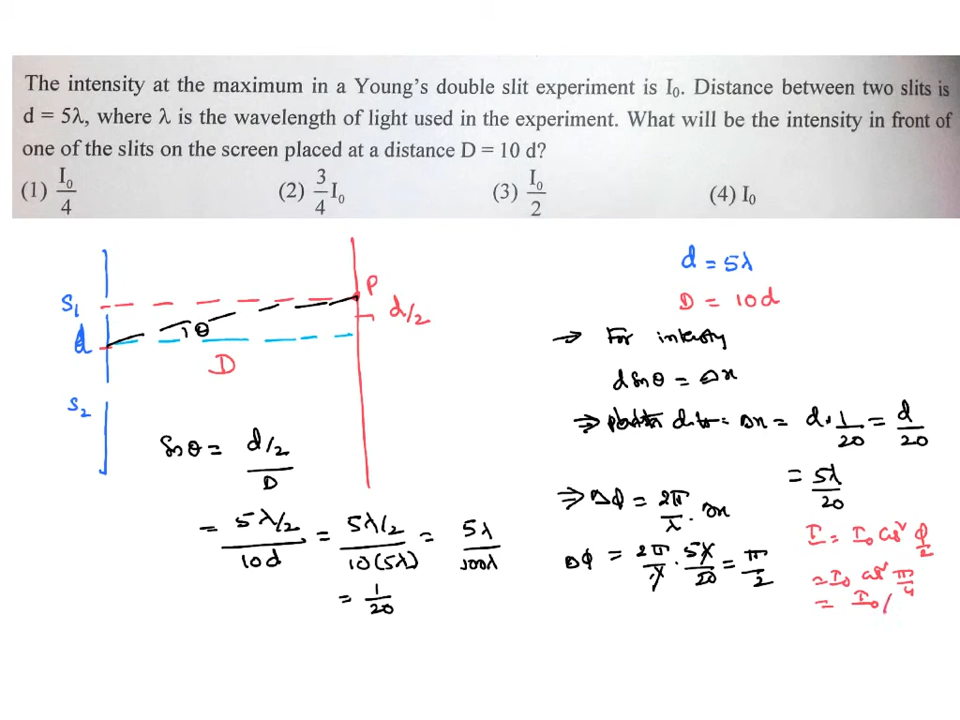 The intensity at the maximum in a Young's double slit experiment is I₀. Distance between two slits is
d = 5λ, where λ is the wavelength of light used in the experiment. What will be the intensity in front of
one of the slits on the screen placed at a distance D = 10 d?
(1) I₀/4 (2) 3/4 I₀ (3) I₀/2 (4) I₀
d = 5λ
D = 10d
S₁ P
d/2
d θ
D
S₂
→ For
d sinθ = Δx
⇒ Δx = d · 1/20 = d/20
= 5λ/20
Sinθ = d/2 / D
= 5λ/2 / 10d = 5λ/2 / 10(5λ) = 5λ / 100λ
= 1/20
⇒ Δφ = 2π/λ · Δx
Δφ = 2π/λ · 5λ/20 = π/2
I = I₀ cos² φ/2
= I₀ cos² π/4
= I₀/